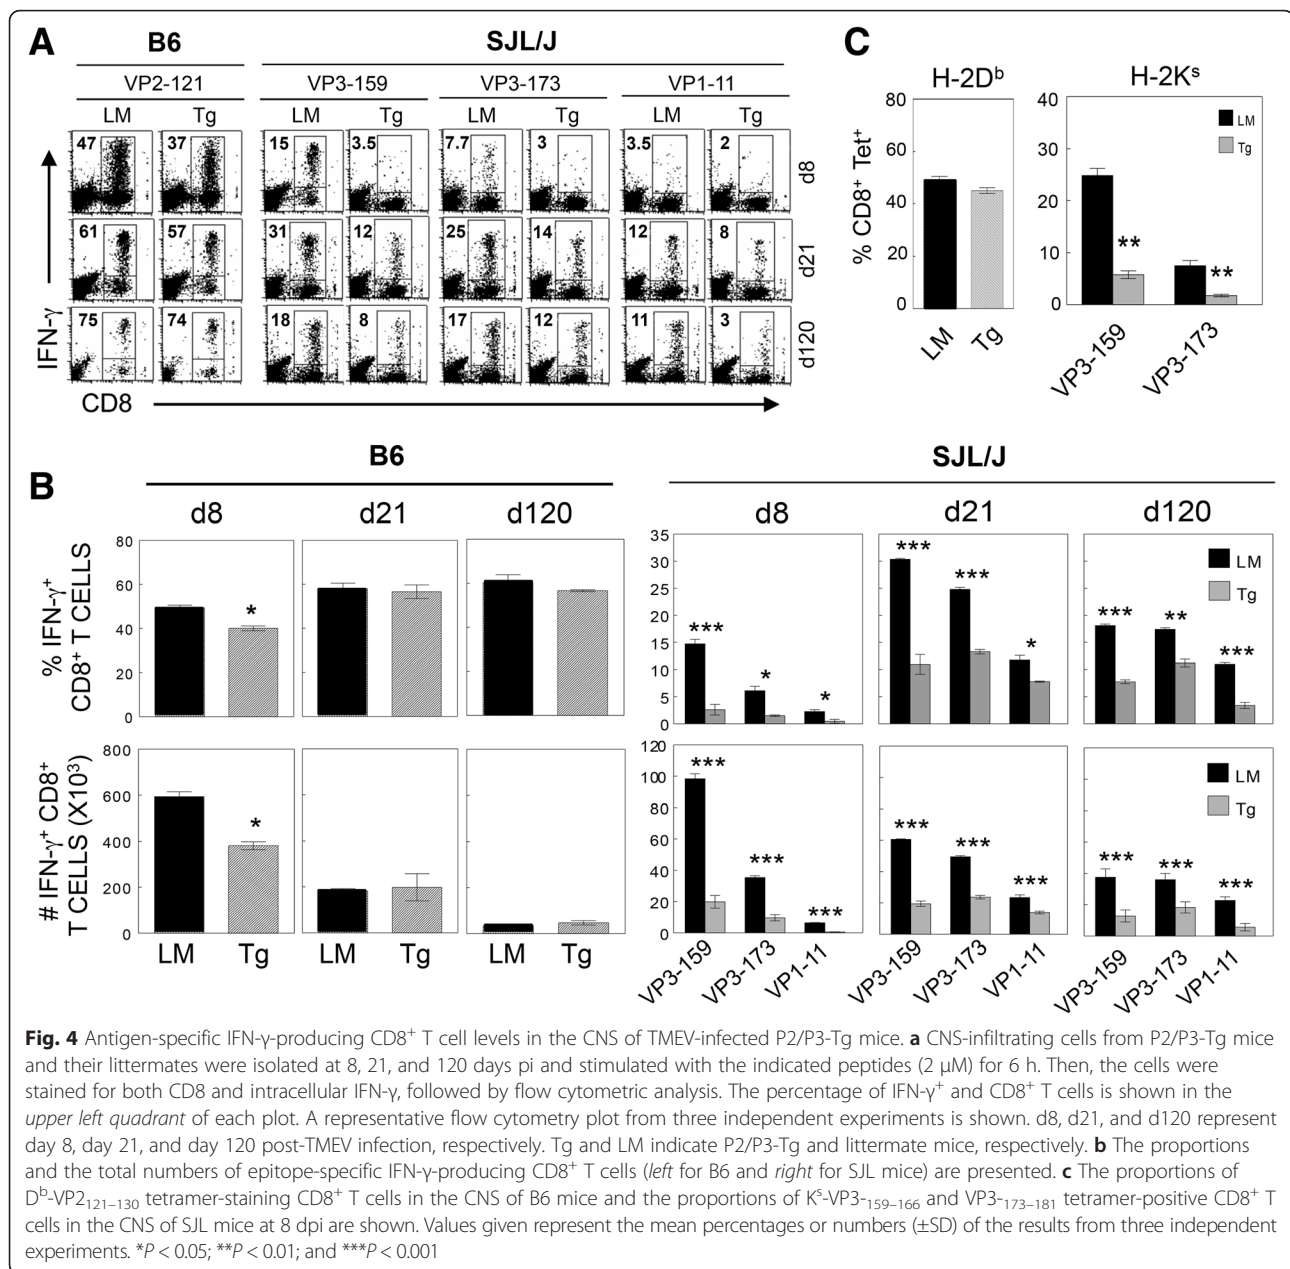 A
B6
SJL/J
VP2-121
VP3-159
VP3-173
VP1-11
LM Tg LM Tg LM Tg LM Tg
47 37 15 3.5 7.7 3 3.5 2
d8
61 57 31 12 25 14 12 8
d21
75 74 18 8 17 12 11 3
d120
IFN-γ
CD8
C
H-2Dᵇ
H-2Kˢ
% CD8⁺ Tet⁺
80
60
40
20
0
LM
Tg
40
30
20
10
0
LM
Tg
**
**
VP3-159
VP3-173
B
B6
SJL/J
d8 d21 d120
d8 d21 d120
% IFN-γ⁺
CD8⁺ T CELLS
80
60
40
20
0
*
35
30
25
20
15
10
5
0
*** * *
*** *** *
*** ** ***
LM
Tg
# IFN-γ⁺ CD8⁺
T CELLS (X10³)
800
600
400
200
0
*
LM Tg LM Tg LM Tg
120
100
80
60
40
20
0
*** *** ***
*** *** ***
*** *** ***
LM
Tg
VP3-159 VP3-173 VP1-11 VP3-159 VP3-173 VP1-11 VP3-159 VP3-173 VP1-11
Fig. 4 Antigen-specific IFN-γ-producing CD8⁺ T cell levels in the CNS of TMEV-infected P2/P3-Tg mice. a CNS-infiltrating cells from P2/P3-Tg mice
and their littermates were isolated at 8, 21, and 120 days pi and stimulated with the indicated peptides (2 μM) for 6 h. Then, the cells were
stained for both CD8 and intracellular IFN-γ, followed by flow cytometric analysis. The percentage of IFN-γ⁺ and CD8⁺ T cells is shown in the
upper left quadrant of each plot. A representative flow cytometry plot from three independent experiments is shown. d8, d21, and d120 represent
day 8, day 21, and day 120 post-TMEV infection, respectively. Tg and LM indicate P2/P3-Tg and littermate mice, respectively. b The proportions
and the total numbers of epitope-specific IFN-γ-producing CD8⁺ T cells (left for B6 and right for SJL mice) are presented. c The proportions of
Dᵇ-VP2₁₂₁₋₁₃₀ tetramer-staining CD8⁺ T cells in the CNS of B6 mice and the proportions of Kˢ-VP3-₁₅₉₋₁₆₆ and VP3-₁₇₃₋₁₈₁ tetramer-positive CD8⁺ T
cells in the CNS of SJL mice at 8 dpi are shown. Values given represent the mean percentages or numbers (±SD) of the results from three independent
experiments. *P < 0.05; **P < 0.01; and ***P < 0.001